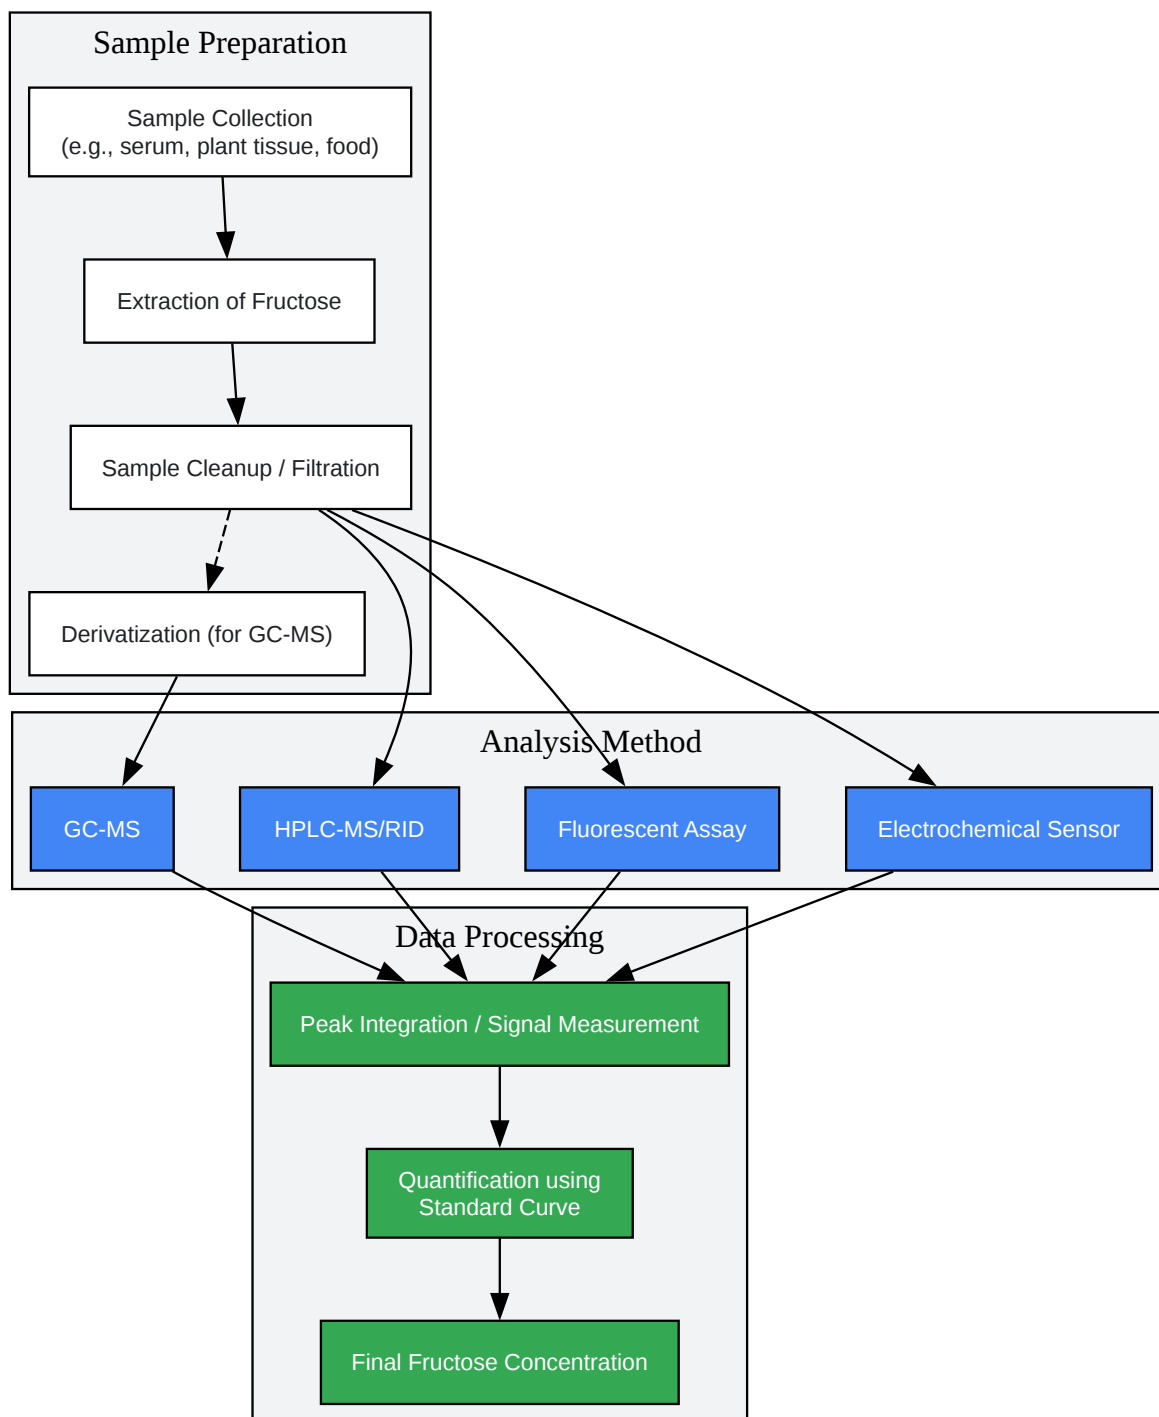 Sample Preparation
Sample Collection
(e.g., serum, plant tissue, food)
Extraction of Fructose
Sample Cleanup / Filtration
Derivatization (for GC-MS)
Analysis Method
GC-MS
HPLC-MS/RID
Fluorescent Assay
Electrochemical Sensor
Data Processing
Peak Integration / Signal Measurement
Quantification using
Standard Curve
Final Fructose Concentration